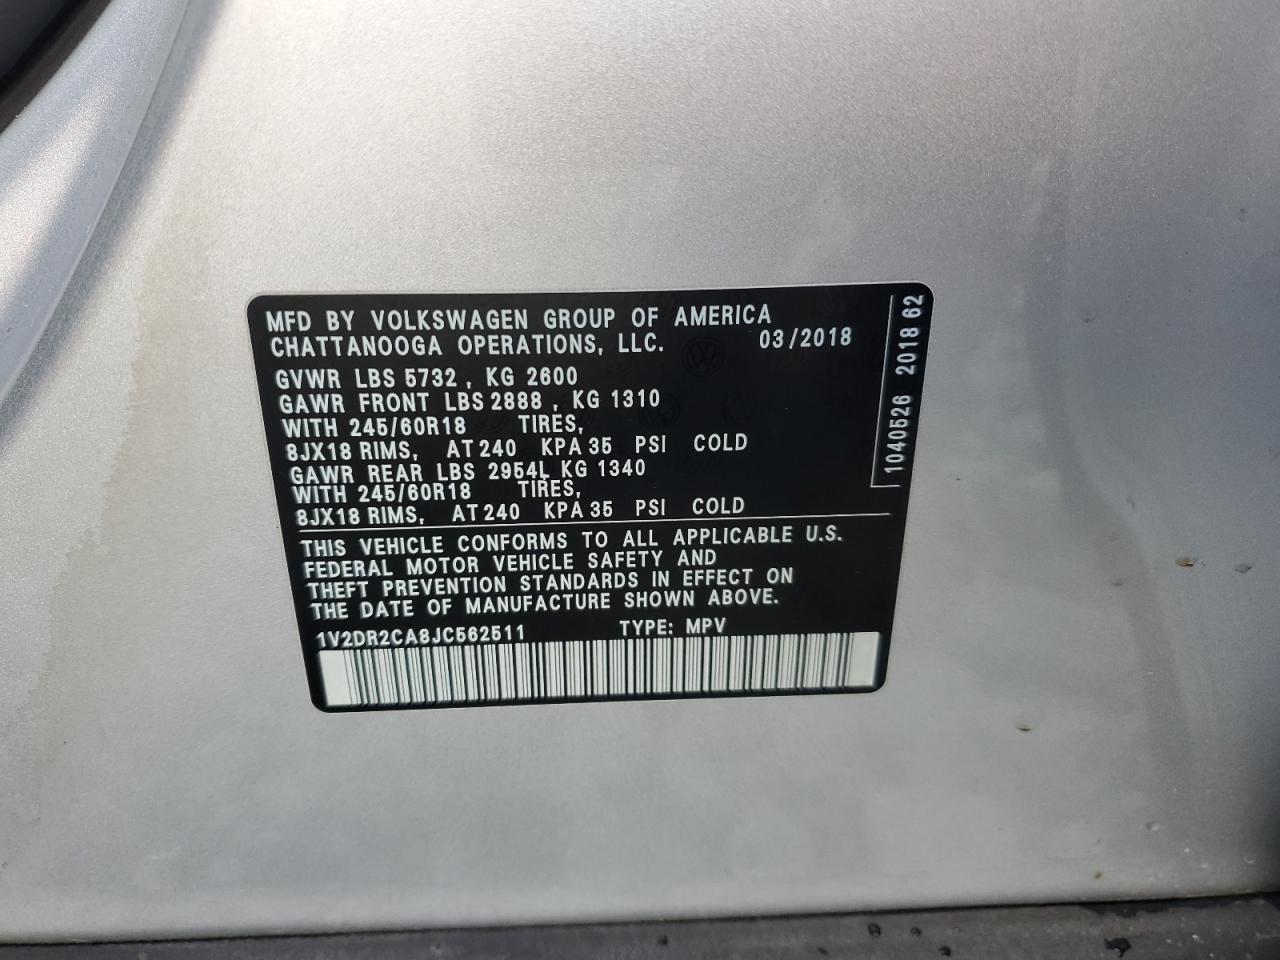 MFD BY VOLKSWAGEN GROUP OF AMERICA
CHATTANOOGA OPERATIONS, LLC. 03/2018
GVWR LBS 5732, KG 2600
GAWR FRONT LBS 2888, KG 1310
WITH 245/60R18 TIRES,
8JX18 RIMS, AT 240 KPA 35 PSI COLD
GAWR REAR LBS 2954L KG 1340
WITH 245/60R18 TIRES,
8JX18 RIMS, AT 240 KPA 35 PSI COLD
THIS VEHICLE CONFORMS TO ALL APPLICABLE U.S.
FEDERAL MOTOR VEHICLE SAFETY AND
THEFT PREVENTION STANDARDS IN EFFECT ON
THE DATE OF MANUFACTURE SHOWN ABOVE.
1V2DR2CA8JC562511 TYPE: MPV
1040526 2018 62